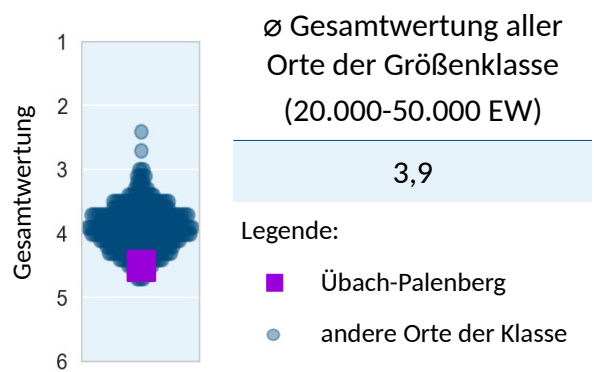 ø Gesamtwertung aller
Orte der Größenklasse
(20.000-50.000 EW)
3,9
Legende:
Übach-Palenberg
andere Orte der Klasse
Gesamtwertung
1
2
3
4
5
6